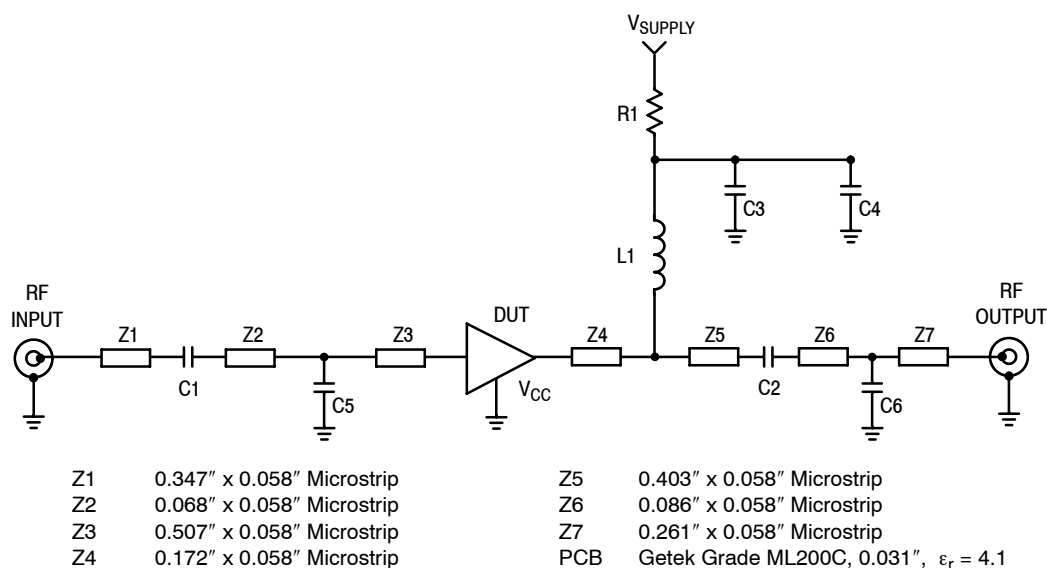 VSUPPLY
R1
C3
C4
L1
RF
INPUT
RF
OUTPUT
DUT
Z1
Z2
Z3
Z4
Z5
Z6
Z7
C1
C5
VCC
C2
C6
Z1 0.347″ x 0.058″ Microstrip
Z2 0.068″ x 0.058″ Microstrip
Z3 0.507″ x 0.058″ Microstrip
Z4 0.172″ x 0.058″ Microstrip
Z5 0.403″ x 0.058″ Microstrip
Z6 0.086″ x 0.058″ Microstrip
Z7 0.261″ x 0.058″ Microstrip
PCB Getek Grade ML200C, 0.031″, εr = 4.1